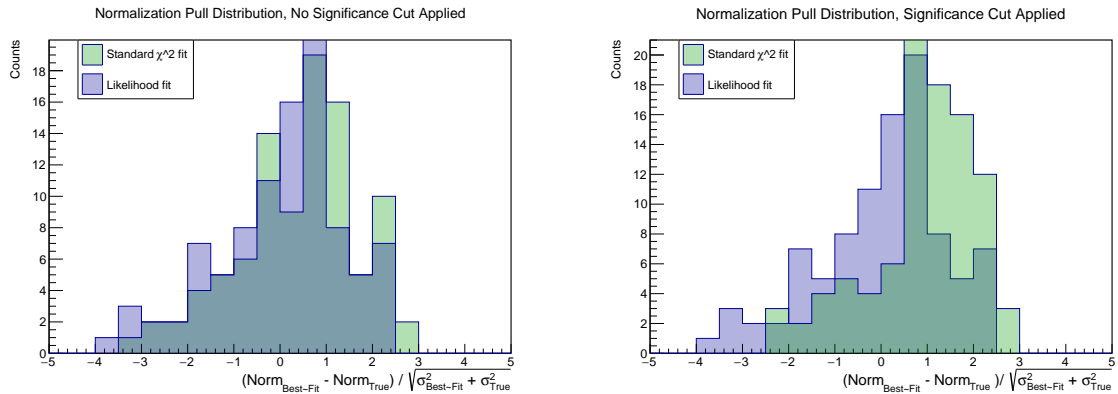 Normalization Pull Distribution, No Significance Cut Applied
Counts
Standard χ^2 fit
Likelihood fit
18
16
14
12
10
8
6
4
2
0
−5 −4 −3 −2 −1 0 1 2 3 4 5
(Norm_Best−Fit - Norm_True) / √σ²_Best−Fit + σ²_True
Normalization Pull Distribution, Significance Cut Applied
Counts
Standard χ^2 fit
Likelihood fit
20
18
16
14
12
10
8
6
4
2
0
−5 −4 −3 −2 −1 0 1 2 3 4 5
(Norm_Best−Fit - Norm_True )/ √σ²_Best−Fit + σ²_True